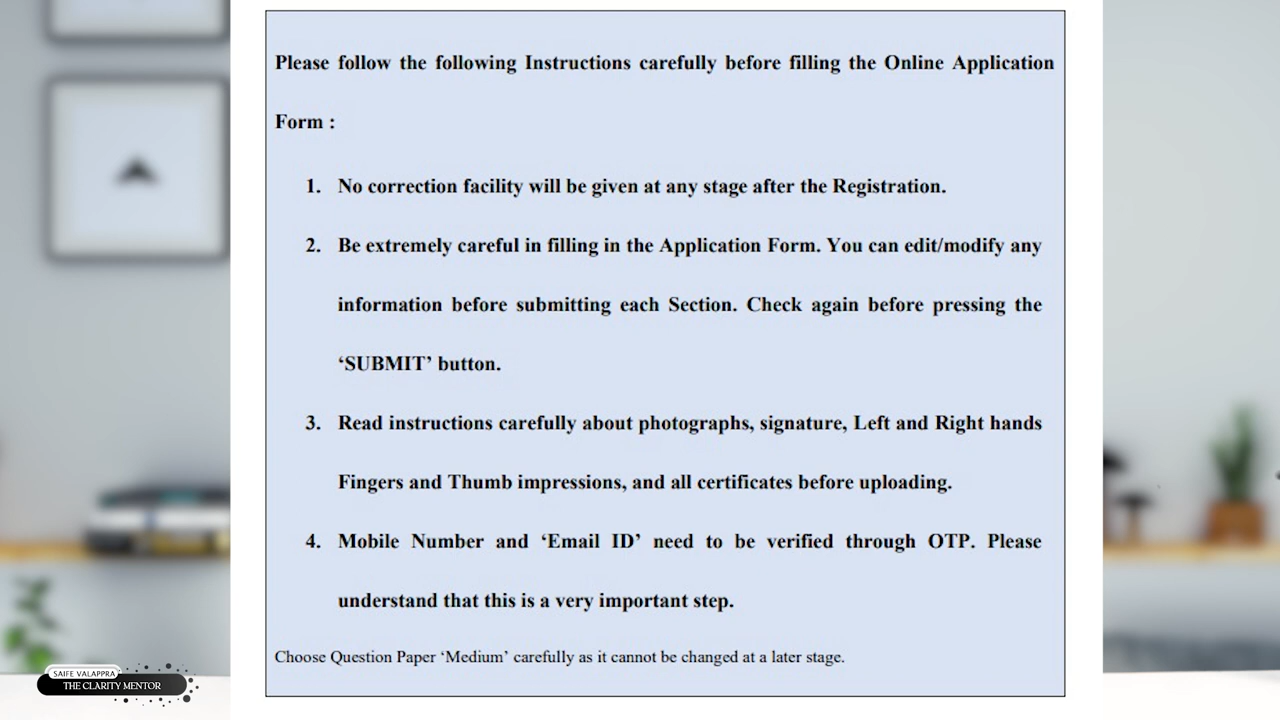 Please follow the following Instructions carefully before filling the Online Application
Form :
1. No correction facility will be given at any stage after the Registration.
2. Be extremely careful in filling in the Application Form. You can edit/modify any
information before submitting each Section. Check again before pressing the
‘SUBMIT’ button.
3. Read instructions carefully about photographs, signature, Left and Right hands
Fingers and Thumb impressions, and all certificates before uploading.
4. Mobile Number and ‘Email ID’ need to be verified through OTP. Please
understand that this is a very important step.
Choose Question Paper ‘Medium’ carefully as it cannot be changed at a later stage.
SAIFE VALAPPRA
THE CLARITY MENTOR